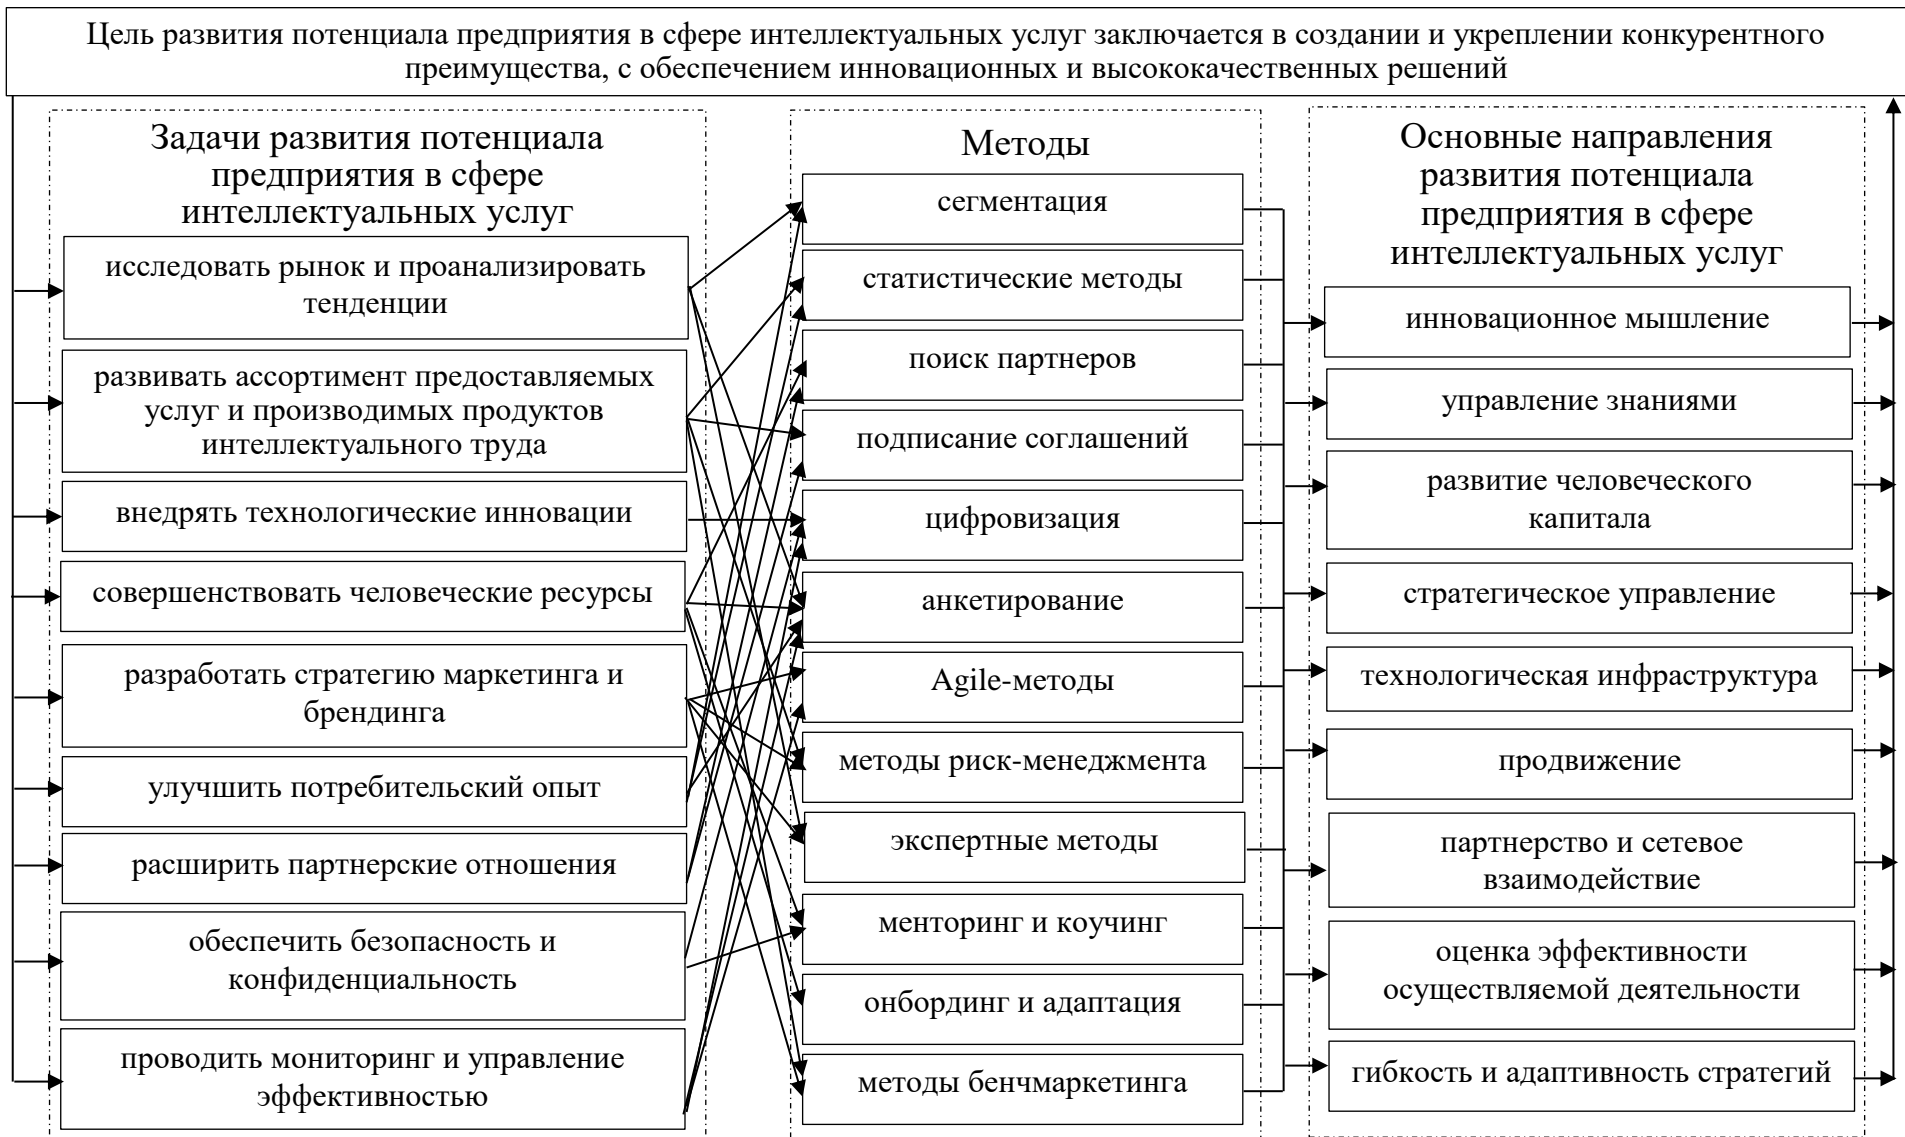 Цель развития потенциала предприятия в сфере интеллектуальных услуг заключается в создании и укреплении конкурентного
преимущества, с обеспечением инновационных и высококачественных решений
Задачи развития потенциала
предприятия в сфере
интеллектуальных услуг
исследовать рынок и проанализировать
тенденции
развивать ассортимент предоставляемых
услуг и производимых продуктов
интеллектуального труда
внедрять технологические инновации
совершенствовать человеческие ресурсы
разработать стратегию маркетинга и
брендинга
улучшить потребительский опыт
расширить партнерские отношения
обеспечить безопасность и
конфиденциальность
проводить мониторинг и управление
эффективностью
Методы
сегментация
статистические методы
поиск партнеров
подписание соглашений
цифровизация
анкетирование
Agile-методы
методы риск-менеджмента
экспертные методы
менторинг и коучинг
онбординг и адаптация
методы бенчмаркетинга
Основные направления
развития потенциала
предприятия в сфере
интеллектуальных услуг
инновационное мышление
управление знаниями
развитие человеческого
капитала
стратегическое управление
технологическая инфраструктура
продвижение
партнерство и сетевое
взаимодействие
оценка эффективности
осуществляемой деятельности
гибкость и адаптивность стратегий